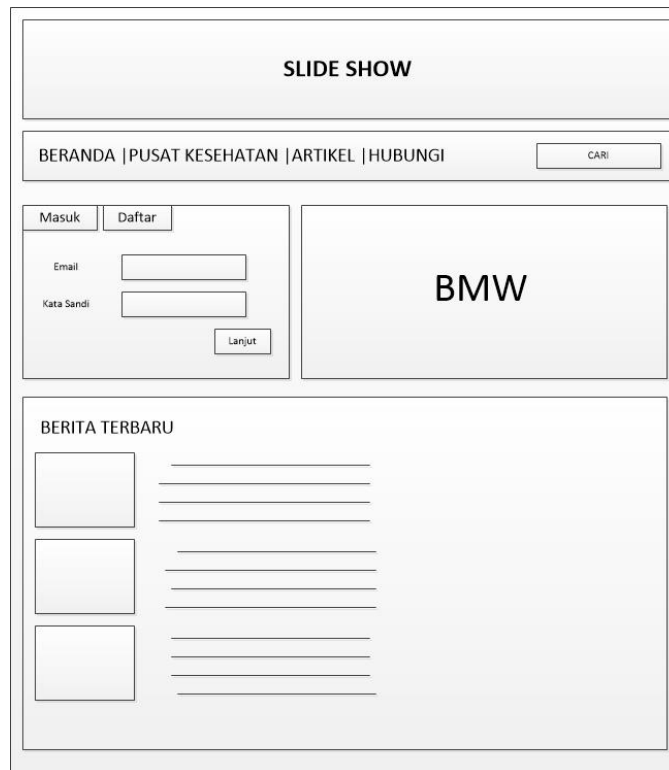 SLIDE SHOW
BERANDA |PUSAT KESEHATAN |ARTIKEL |HUBUNGI
CARI
Masuk
Daftar
Email
Kata Sandi
Lanjut
BMW
BERITA TERBARU